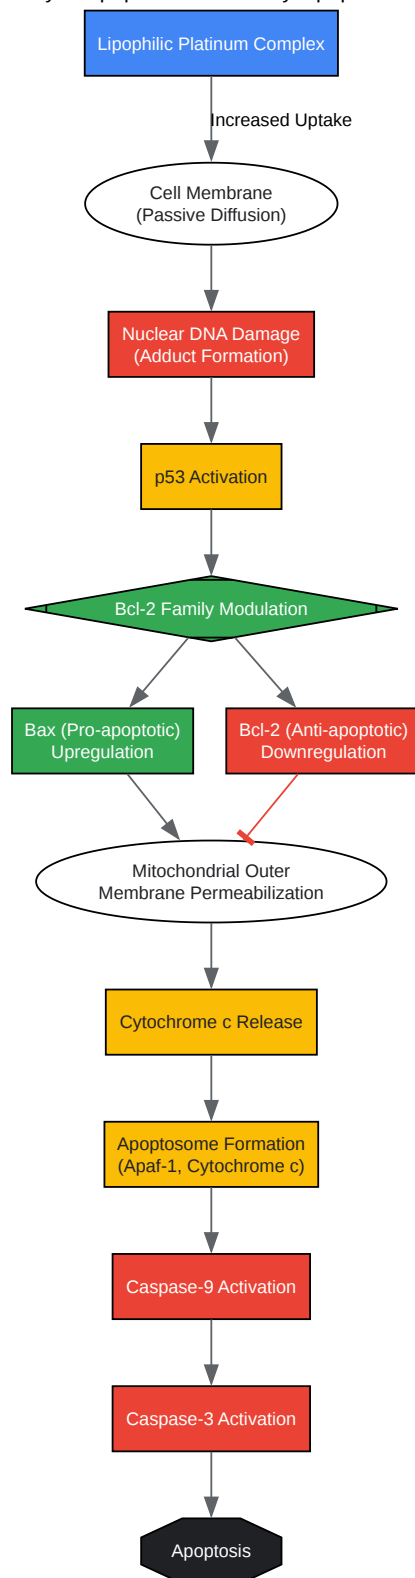 Lipophilic Platinum Complex
Increased Uptake
Cell Membrane
(Passive Diffusion)
Nuclear DNA Damage
(Adduct Formation)
p53 Activation
Bcl-2 Family Modulation
Bax (Pro-apoptotic)
Upregulation
Bcl-2 (Anti-apoptotic)
Downregulation
Mitochondrial Outer
Membrane Permeabilization
Cytochrome c Release
Apoptosome Formation
(Apaf-1, Cytochrome c)
Caspase-9 Activation
Caspase-3 Activation
Apoptosis